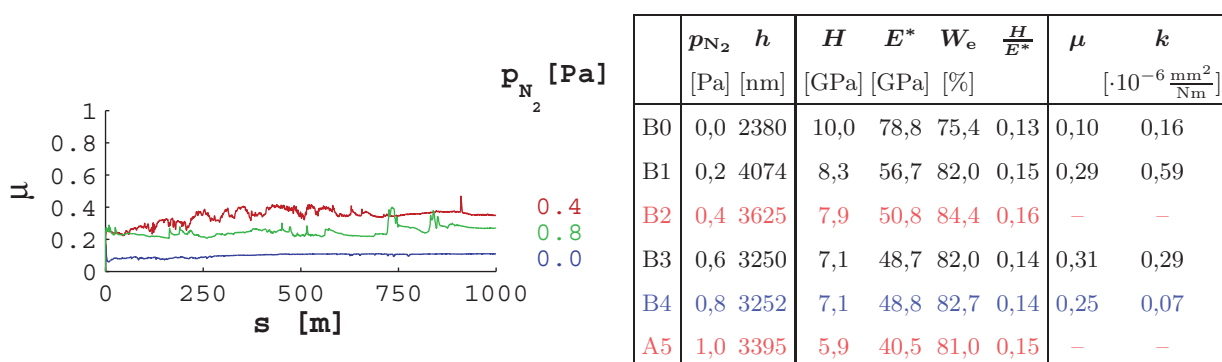 p_N_2 [Pa]
1
0.8
0.6
0.4
0.2
0
μ
0.4
0.8
0.0
0 250 500 750 1000
s [m]
p_N₂ h H E* W_e H/E* μ k
[Pa] [nm] [GPa] [GPa] [%] [·10⁻⁶ mm²/Nm]
B0 0,0 2380 10,0 78,8 75,4 0,13 0,10 0,16
B1 0,2 4074 8,3 56,7 82,0 0,15 0,29 0,59
B2 0,4 3625 7,9 50,8 84,4 0,16 – –
B3 0,6 3250 7,1 48,7 82,0 0,14 0,31 0,29
B4 0,8 3252 7,1 48,8 82,7 0,14 0,25 0,07
A5 1,0 3395 5,9 40,5 81,0 0,15 – –